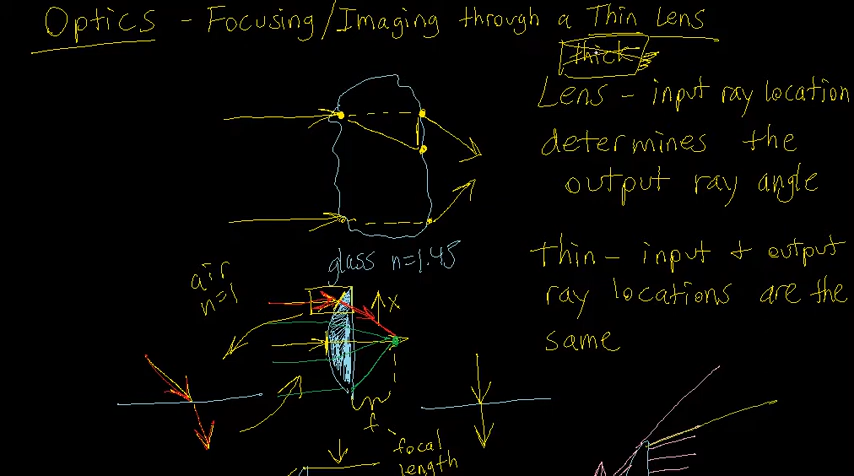 Optics - Focusing/Imaging through a Thin Lens
thick
Lens - input ray location
determines the
output ray angle
glass n=1.45
air
n=1
Thin - input & output
ray locations are the
same
x
f
focal
length